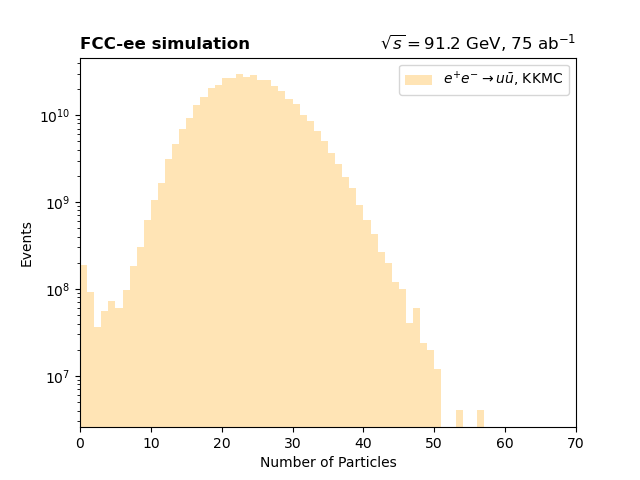 FCC-ee simulation
√s = 91.2 GeV, 75 ab⁻¹
e⁺e⁻ → uū, KKMC
Events
10¹⁰
10⁹
10⁸
10⁷
0 10 20 30 40 50 60 70
Number of Particles